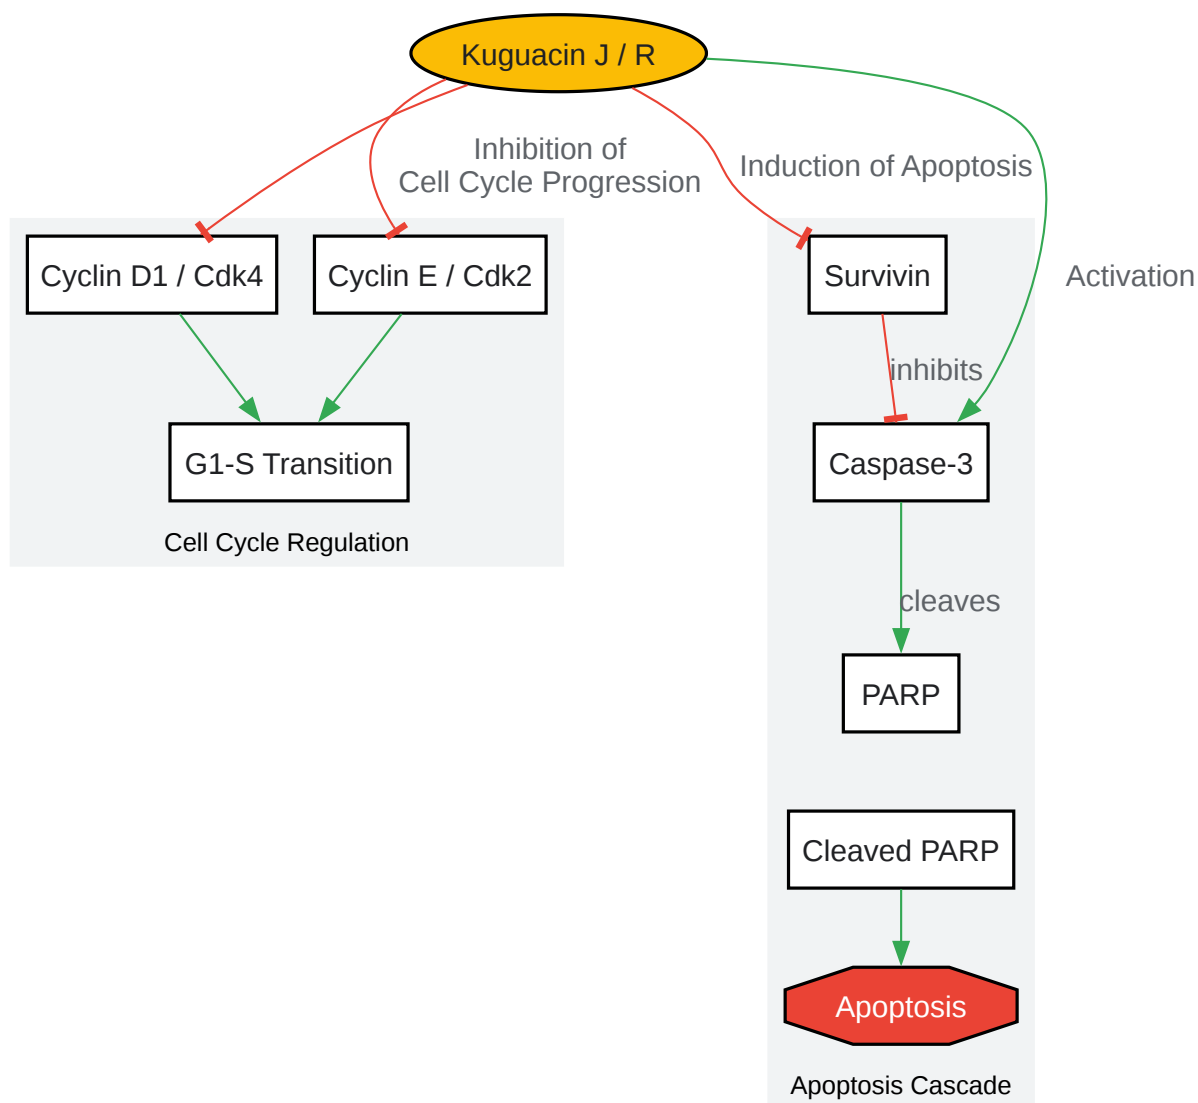 Kuguacin J / R
Inhibition of
Cell Cycle Progression
Induction of Apoptosis
Cyclin D1 / Cdk4
Cyclin E / Cdk2
Survivin
Activation
inhibits
G1-S Transition
Caspase-3
Cell Cycle Regulation
cleaves
PARP
Cleaved PARP
Apoptosis
Apoptosis Cascade